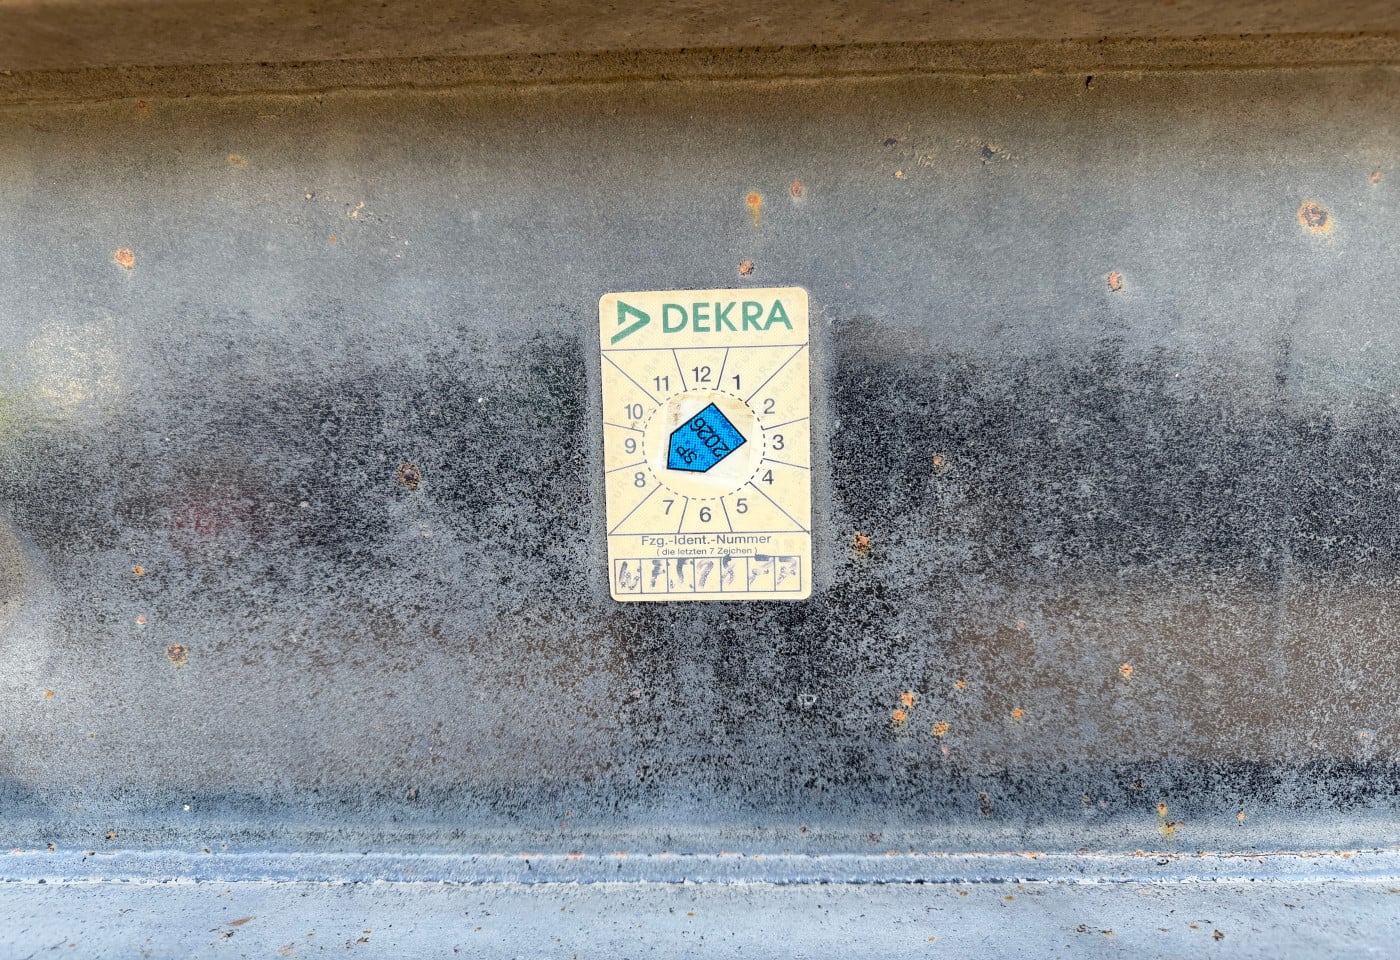 DEKRA
11 12 1
10 2
9 3
8 4
7 6 5
2026
SP
Fzg.-Ident.-Nummer
(die letzten 7 Zeichen)